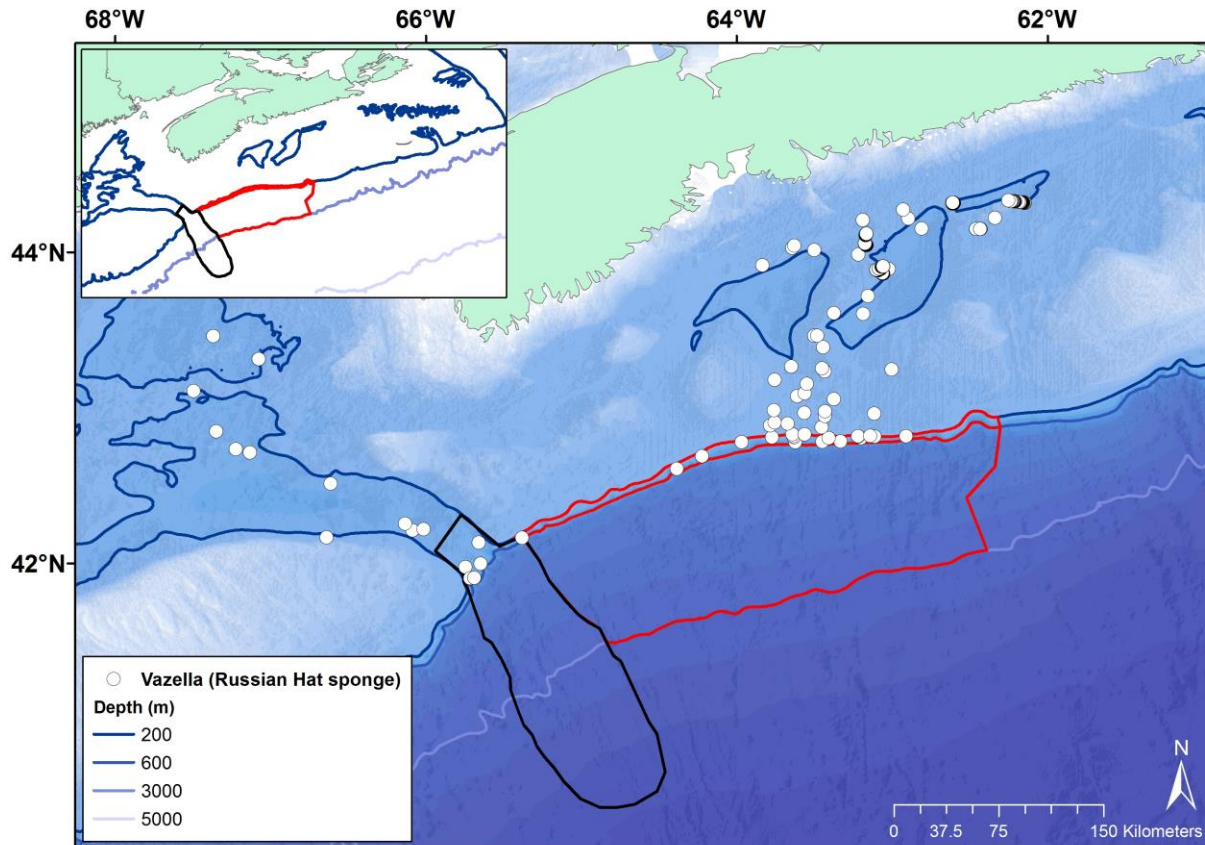 68°W 66°W 64°W 62°W
44°N
42°N
Vazella (Russian Hat sponge)
Depth (m)
200
600
3000
5000
N
0 37.5 75 150 Kilometers